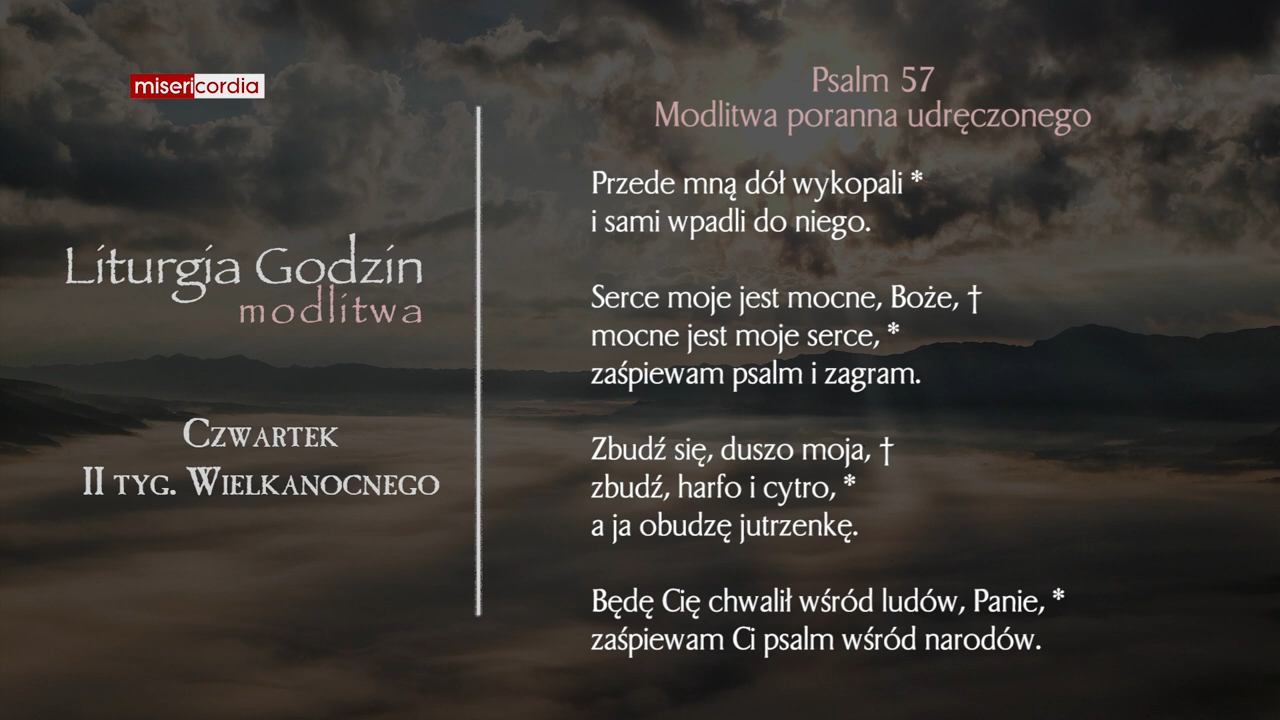 misericordia
Liturgia Godzin
modlitwa
Czwartek
II tyg. Wielkanocnego
Psalm 57
Modlitwa poranna udręczonego
Przede mną dół wykopali *
i sami wpadli do niego.
Serce moje jest mocne, Boże, †
mocne jest moje serce, *
zaśpiewam psalm i zagram.
Zbudź się, duszo moja, †
zbudź, harfo i cytro, *
a ja obudzę jutrzenkę.
Będę Cię chwalił wśród ludów, Panie, *
zaśpiewam Ci psalm wśród narodów.